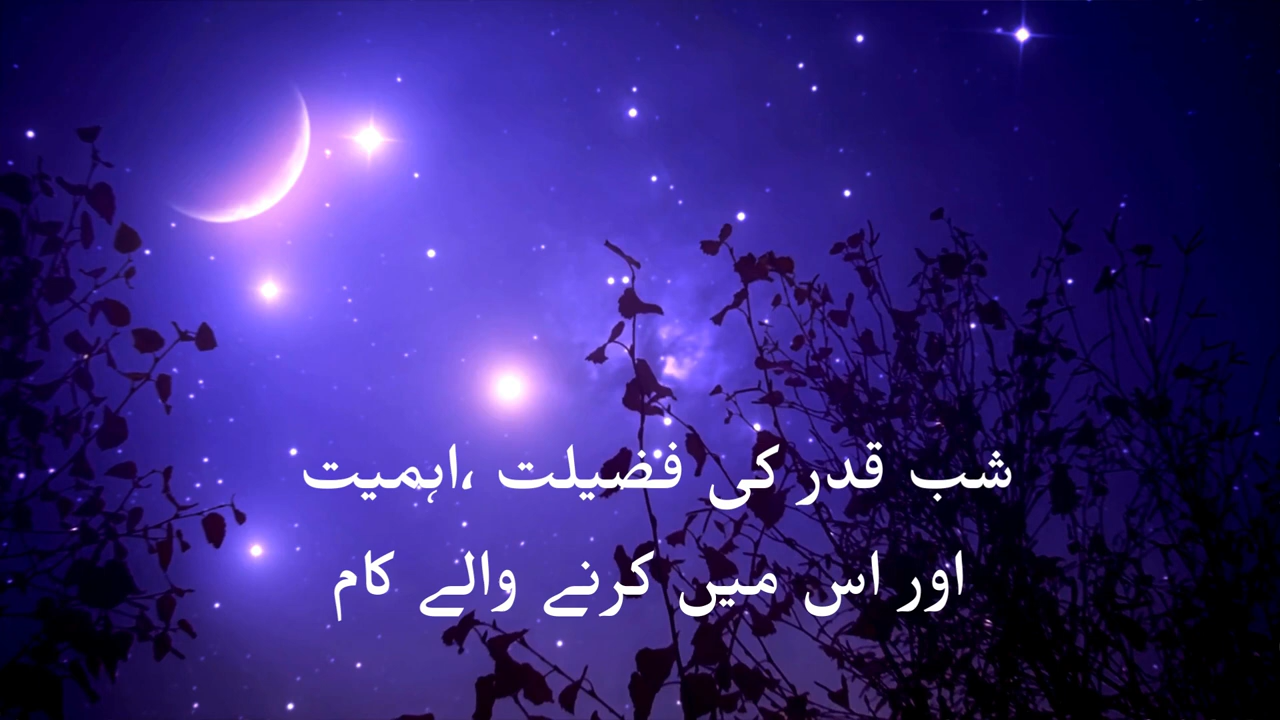 شب قدر کی فضیلت ،اہمیت
اور اس میں کرنے والے کام